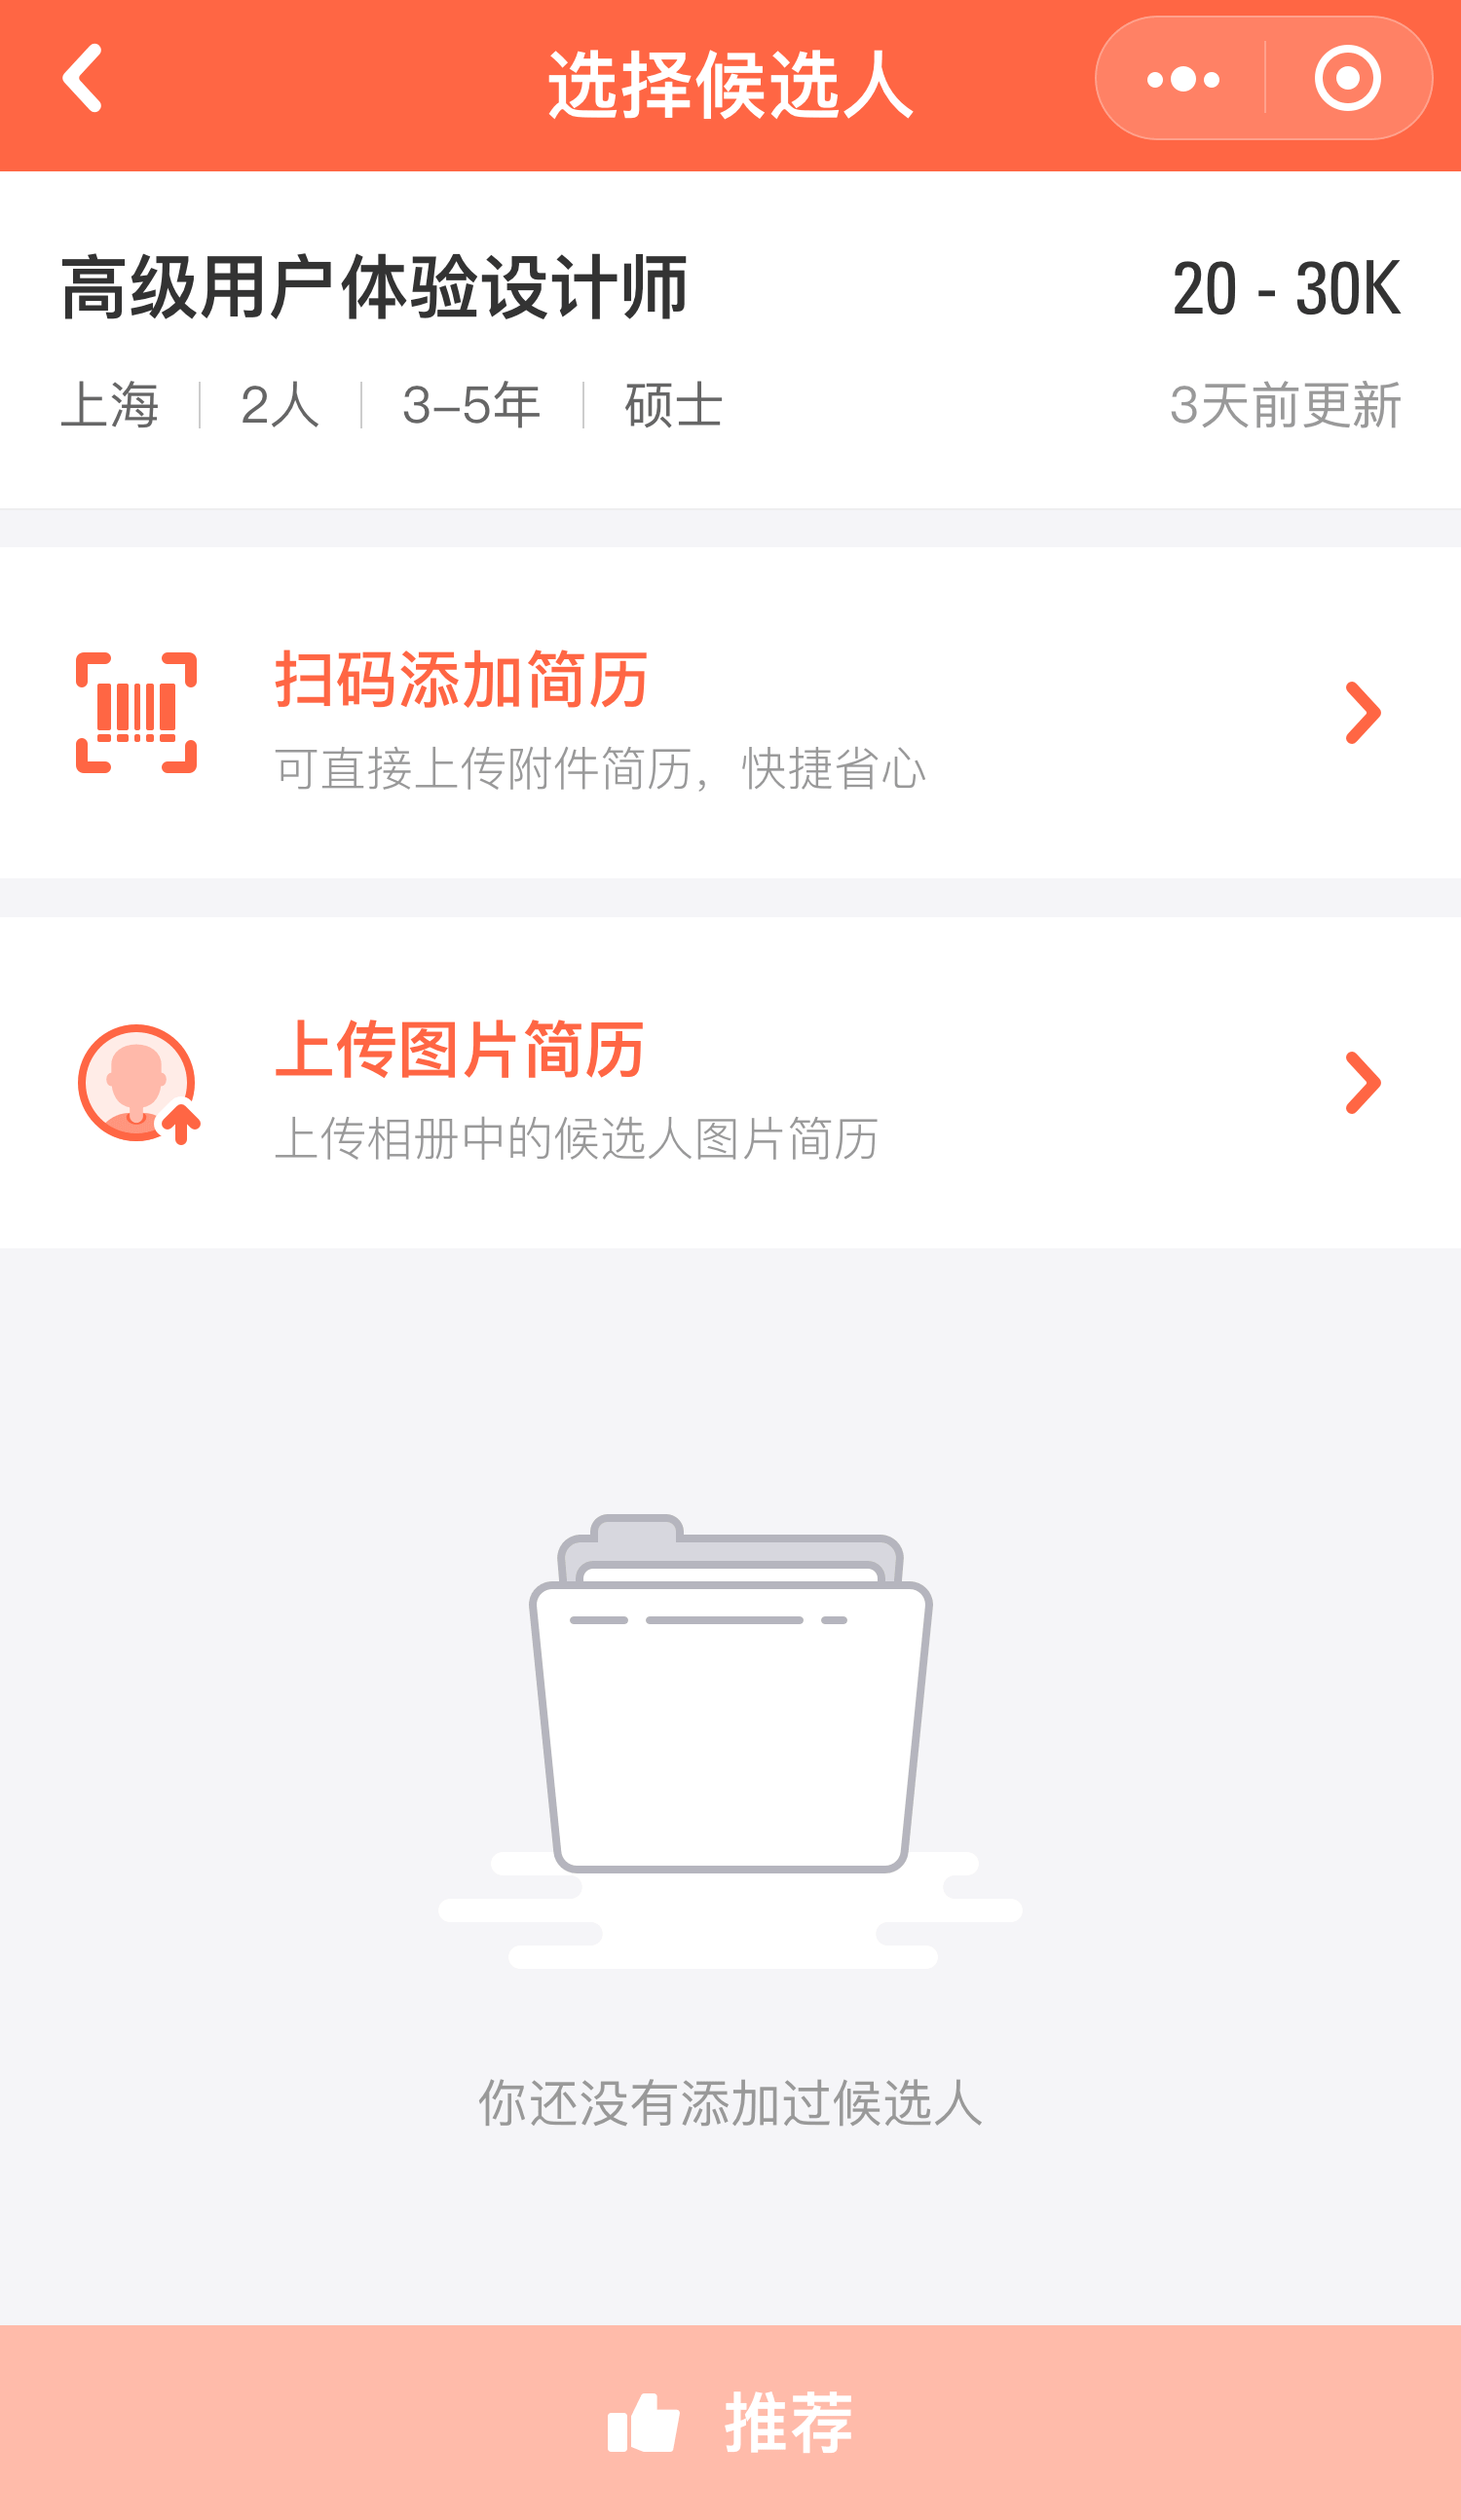 选择候选人
高级用户体验设计师
20 - 30K
上海 2人 3–5年 硕士
3天前更新
扫码添加简历
可直接上传附件简历，快捷省心
上传图片简历
上传相册中的候选人图片简历
你还没有添加过候选人
推荐